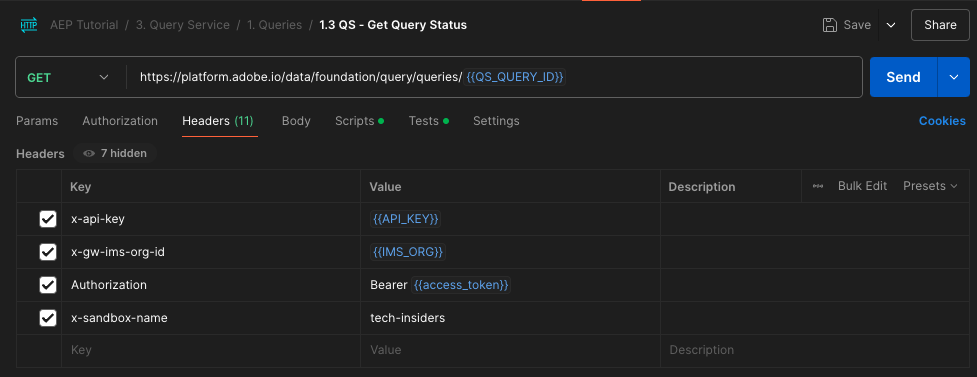 HTTP AEP Tutorial / 3. Query Service / 1. Queries / 1.3 QS - Get Query Status Save Share
GET https://platform.adobe.io/data/foundation/query/queries/ {{QS_QUERY_ID}} Send
Params Authorization Headers (11) Body Scripts Tests Settings Cookies
Headers 7 hidden
Key Value Description Bulk Edit Presets
x-api-key {{API_KEY}}
x-gw-ims-org-id {{IMS_ORG}}
Authorization Bearer {{access_token}}
x-sandbox-name tech-insiders
Key Value Description